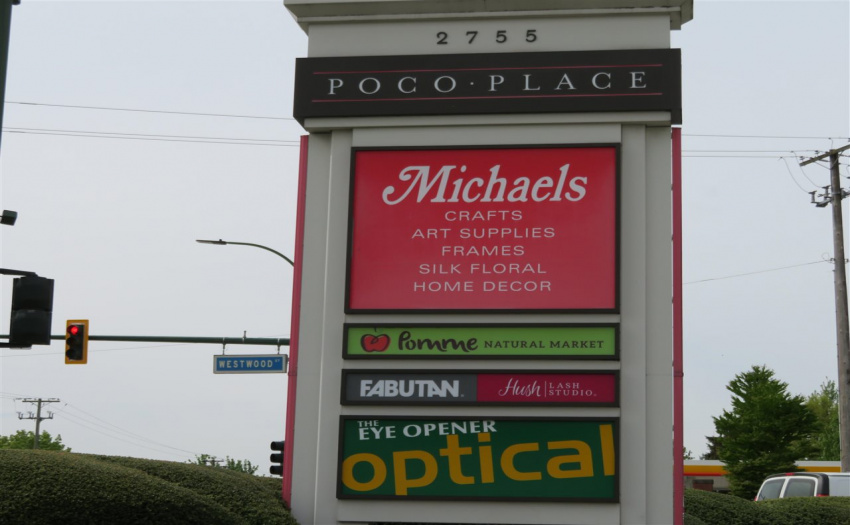 2755
POCO · PLACE
Michaels
CRAFTS
ART SUPPLIES
FRAMES
SILK FLORAL
HOME DECOR
Pomme NATURAL MARKET
FABUTAN Hush LASH STUDIO
THE EYE OPENER
optical
WESTWOOD ST